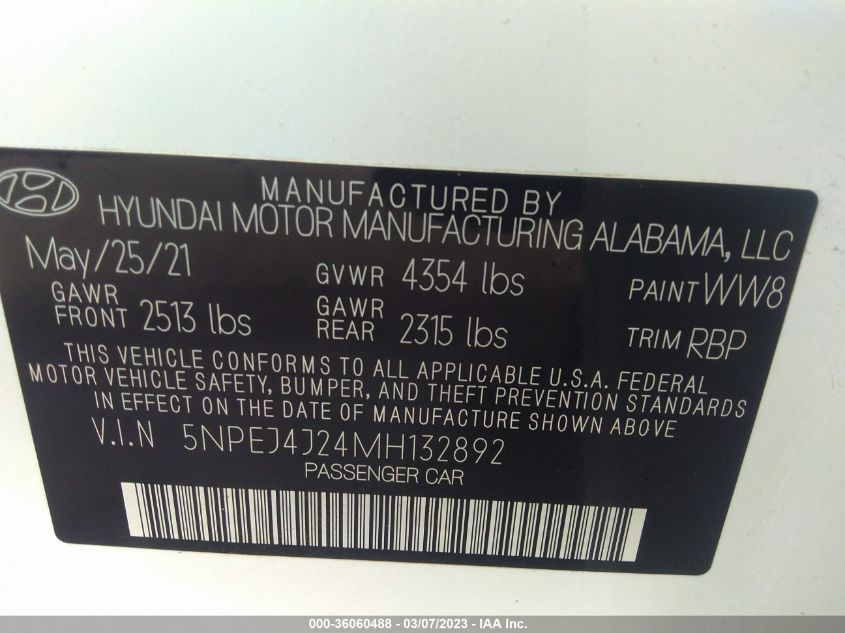 MANUFACTURED BY
HYUNDAI MOTOR MANUFACTURING ALABAMA, LLC
May/25/21 GVWR 4354 lbs PAINT WW8
GAWR FRONT 2513 lbs GAWR REAR 2315 lbs TRIM RBP
THIS VEHICLE CONFORMS TO ALL APPLICABLE U.S.A. FEDERAL
MOTOR VEHICLE SAFETY, BUMPER, AND THEFT PREVENTION STANDARDS
IN EFFECT ON THE DATE OF MANUFACTURE SHOWN ABOVE
V.I.N 5NPEJ4J24MH132892
PASSENGER CAR
000-36060488 - 03/07/2023 - IAA Inc.